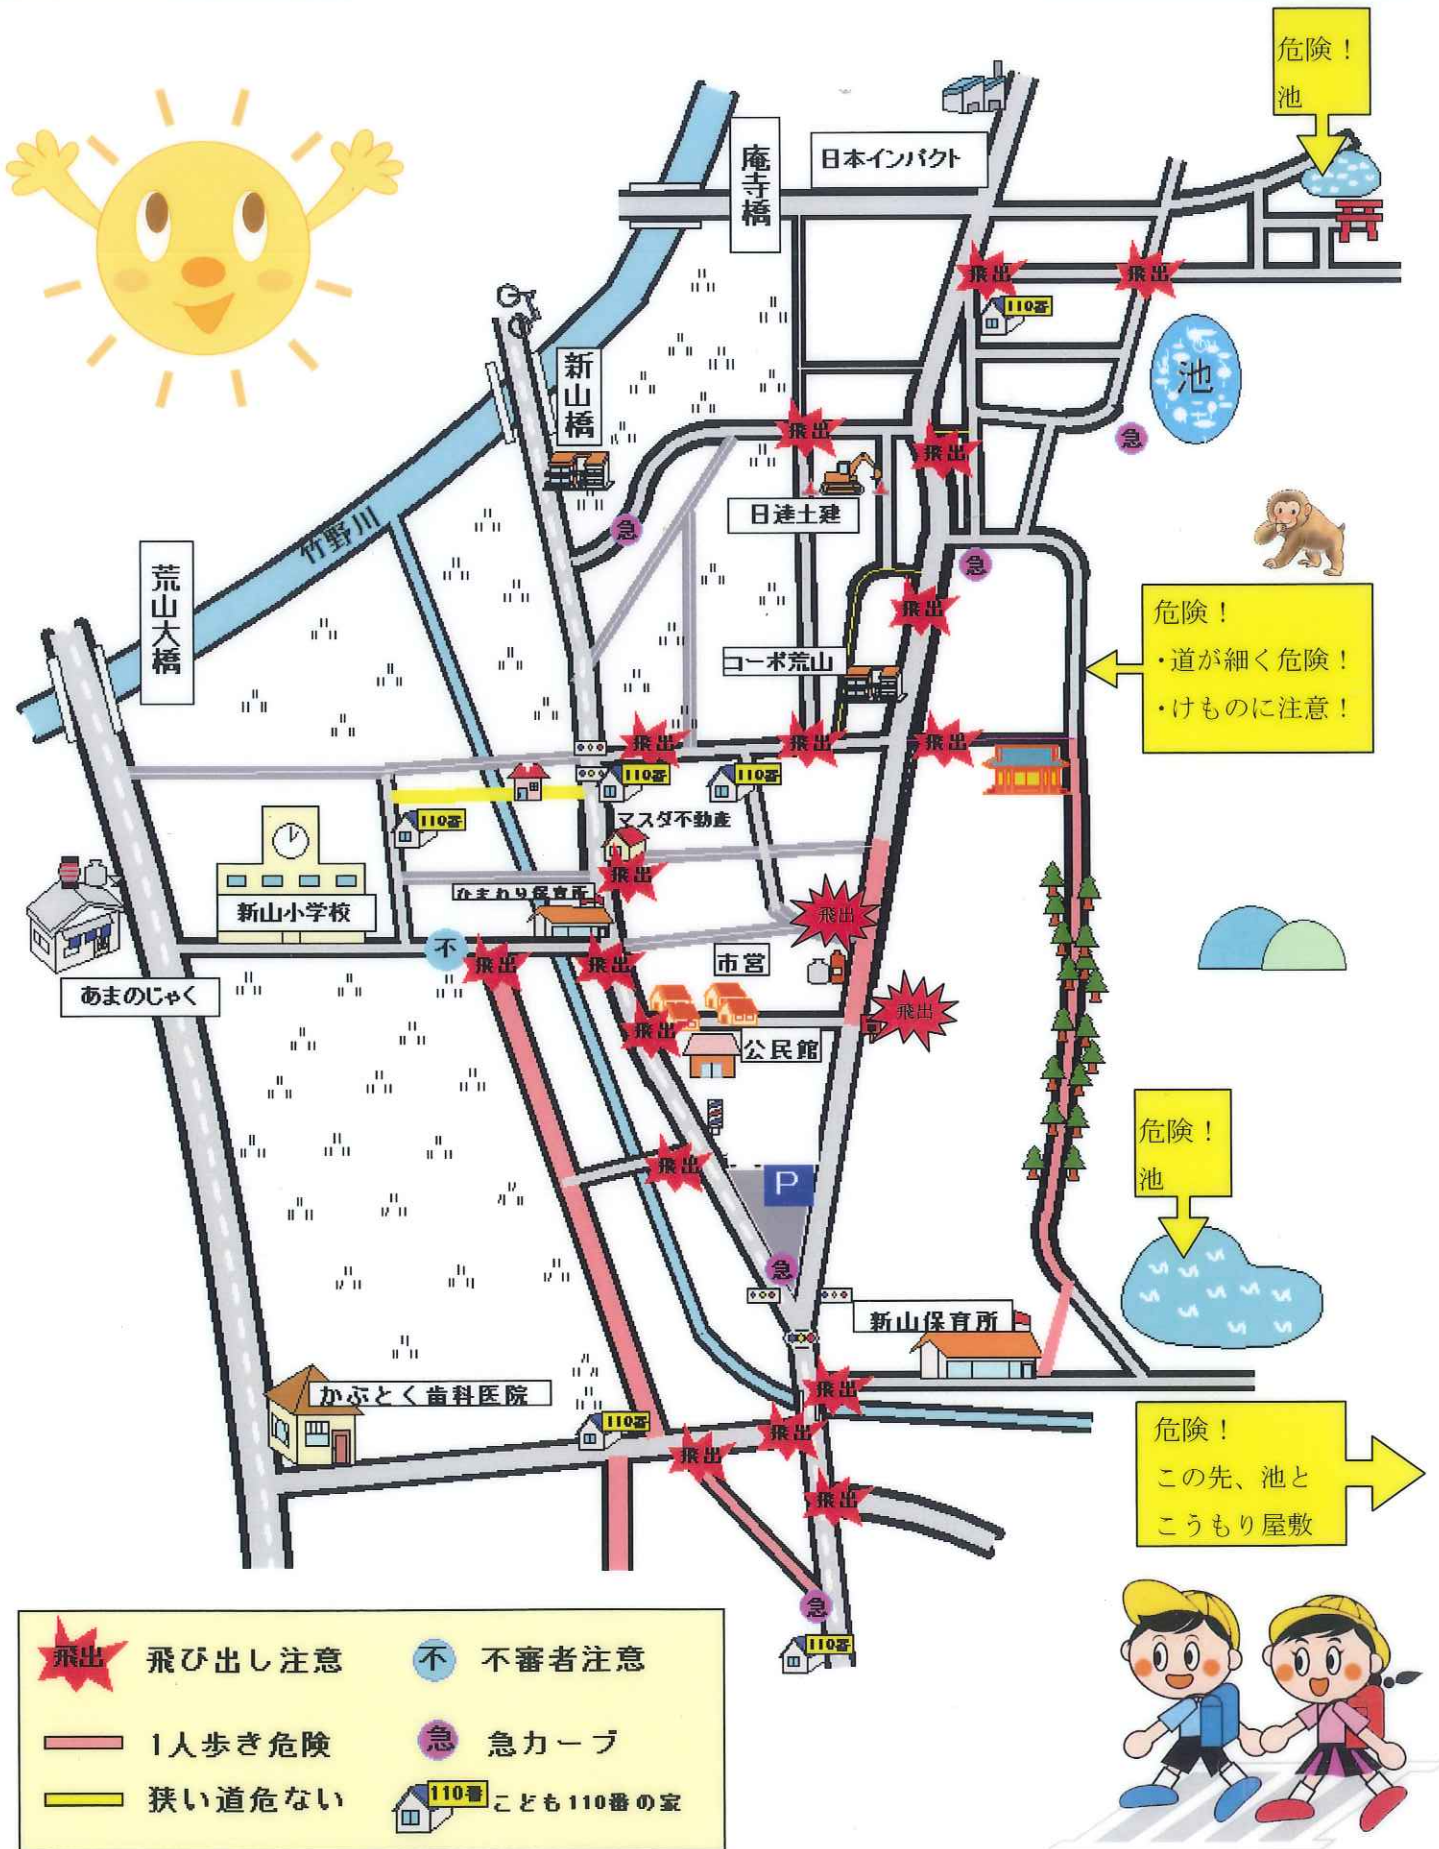 危険！
池
庵寺橋
日本インパクト
飛出
飛出
110番
新山橋
池
飛出
飛出
急
竹野川
日達土建
急
急
荒山大橋
飛出
危険！
・道が細く危険！
・けものに注意！
コーポ荒山
飛出
飛出
飛出
110番
110番
110番
マスダ不動産
飛出
ひまわり保育所
新山小学校
飛出
不
飛出
飛出
市営
あまのじゃく
飛出
飛出
公民館
危険！
池
飛出
P
急
新山保育所
飛出
かぶとく歯科医院
110番
飛出
飛出
危険！
この先、池と
こうもり屋敷
飛出
急
110番
飛出 飛び出し注意
不 不審者注意
1人歩き危険
急 急カーブ
狭い道危ない
110番 こども110番の家